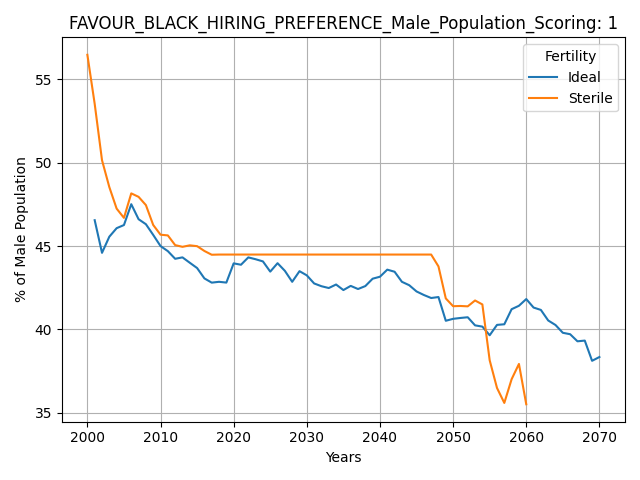 FAVOUR_BLACK_HIRING_PREFERENCE_Male_Population_Scoring: 1
Fertility
Ideal
Sterile
% of Male Population
55
50
45
40
35
2000 2010 2020 2030 2040 2050 2060 2070
Years